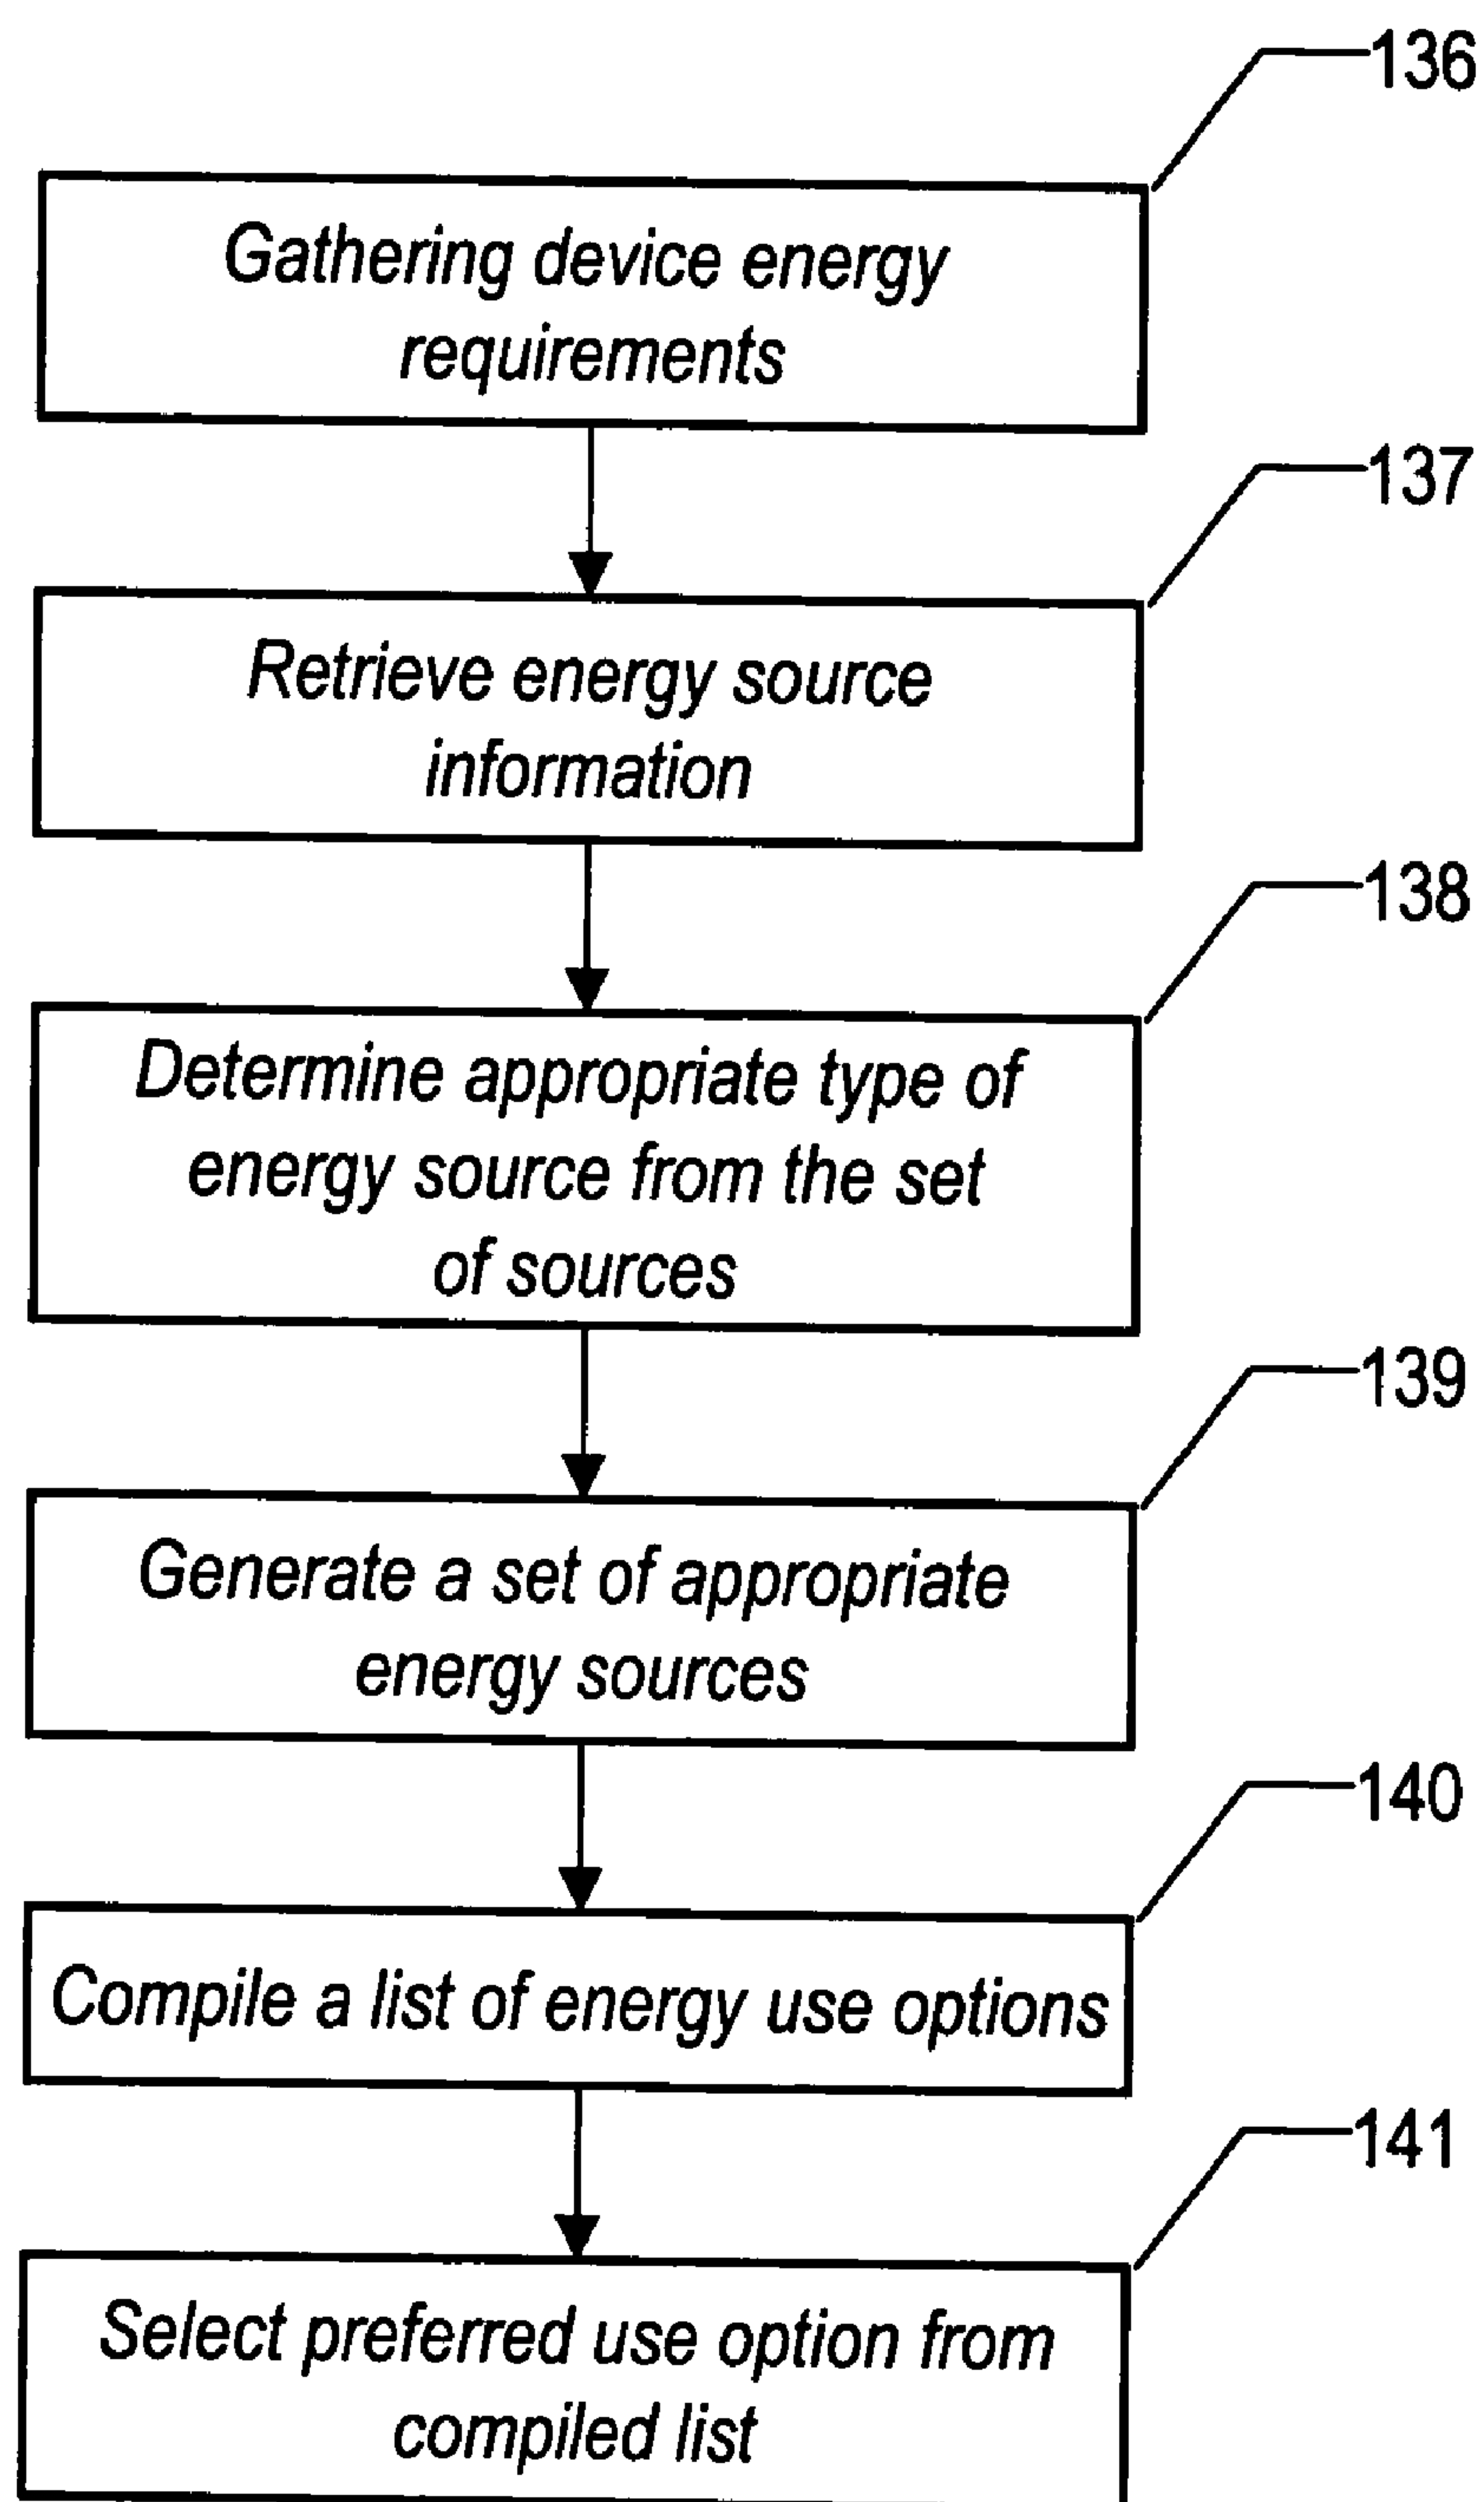 136
Gathering device energy
requirements
137
Retrieve energy source
information
138
Determine appropriate type of
energy source from the set
of sources
139
Generate a set of appropriate
energy sources
140
Compile a list of energy use options
141
Select preferred use option from
compiled list